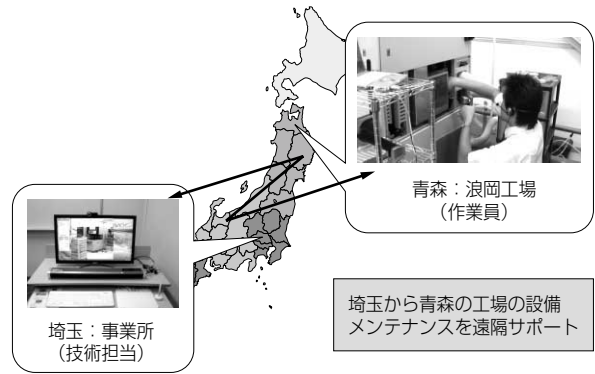 青森：浪岡工場
（作業員）
埼玉：事業所
（技術担当）
埼玉から青森の工場の設備
メンテナンスを遠隔サポート